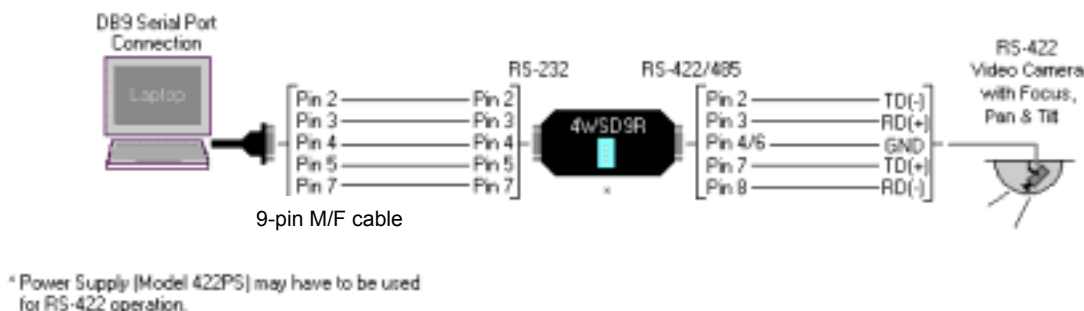 DB9 Serial Port
Connection
Laptop
RS-232
RS-422/485
RS-422
Video Camera
with Focus,
Pan & Tilt
Pin 2 Pin 2
Pin 3 Pin 3
Pin 4 Pin 4
Pin 5 Pin 5
Pin 7 Pin 7
4WSD9R
*
Pin 2 TD(-)
Pin 3 RD(+)
Pin 4/6 GND
Pin 7 TD(+)
Pin 8 RD(-)
9-pin M/F cable
* Power Supply (Model 422PS) may have to be used
for RS-422 operation.